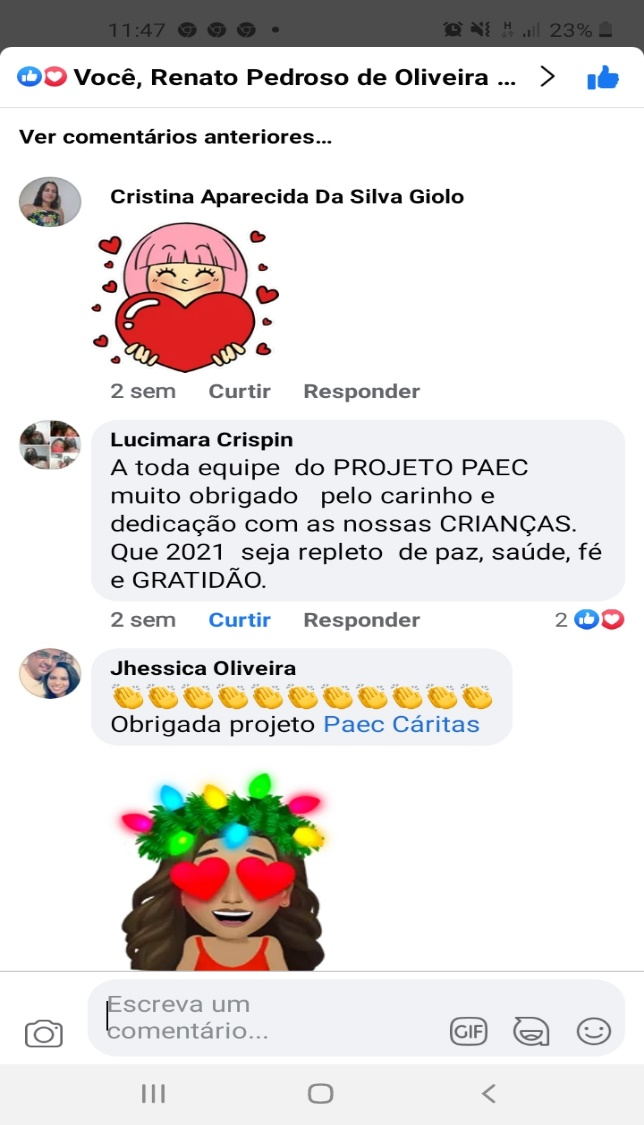 11:47
23%
Você, Renato Pedroso de Oliveira ...
Ver comentários anteriores...
Cristina Aparecida Da Silva Giolo
2 sem Curtir Responder
Lucimara Crispin
A toda equipe do PROJETO PAEC
muito obrigado pelo carinho e
dedicação com as nossas CRIANÇAS.
Que 2021 seja repleto de paz, saúde, fé
e GRATIDÃO.
2 sem Curtir Responder 2
Jhessica Oliveira
👏👏👏👏👏👏👏👏👏👏👏
Obrigada projeto Paec Cáritas
Escreva um
comentário...
GIF